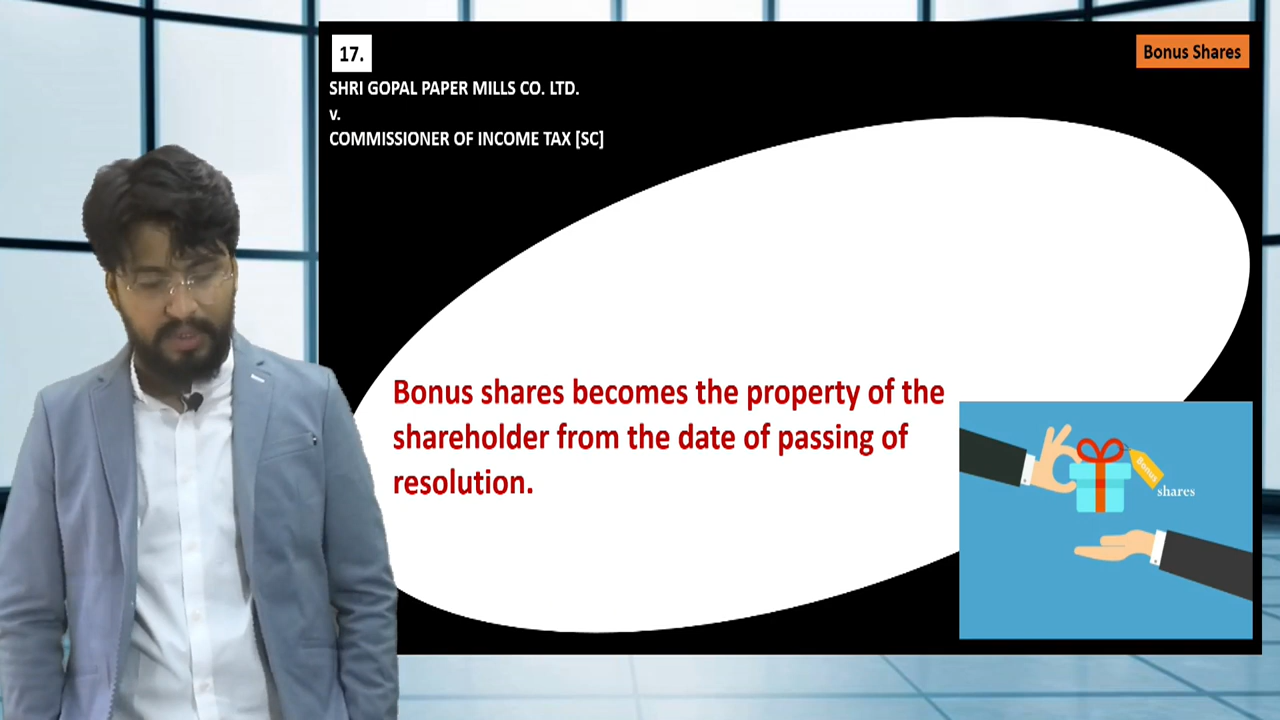 17.
Bonus Shares
SHRI GOPAL PAPER MILLS CO. LTD.
v.
COMMISSIONER OF INCOME TAX [SC]
Bonus shares becomes the property of the
shareholder from the date of passing of
resolution.
Bonus
shares